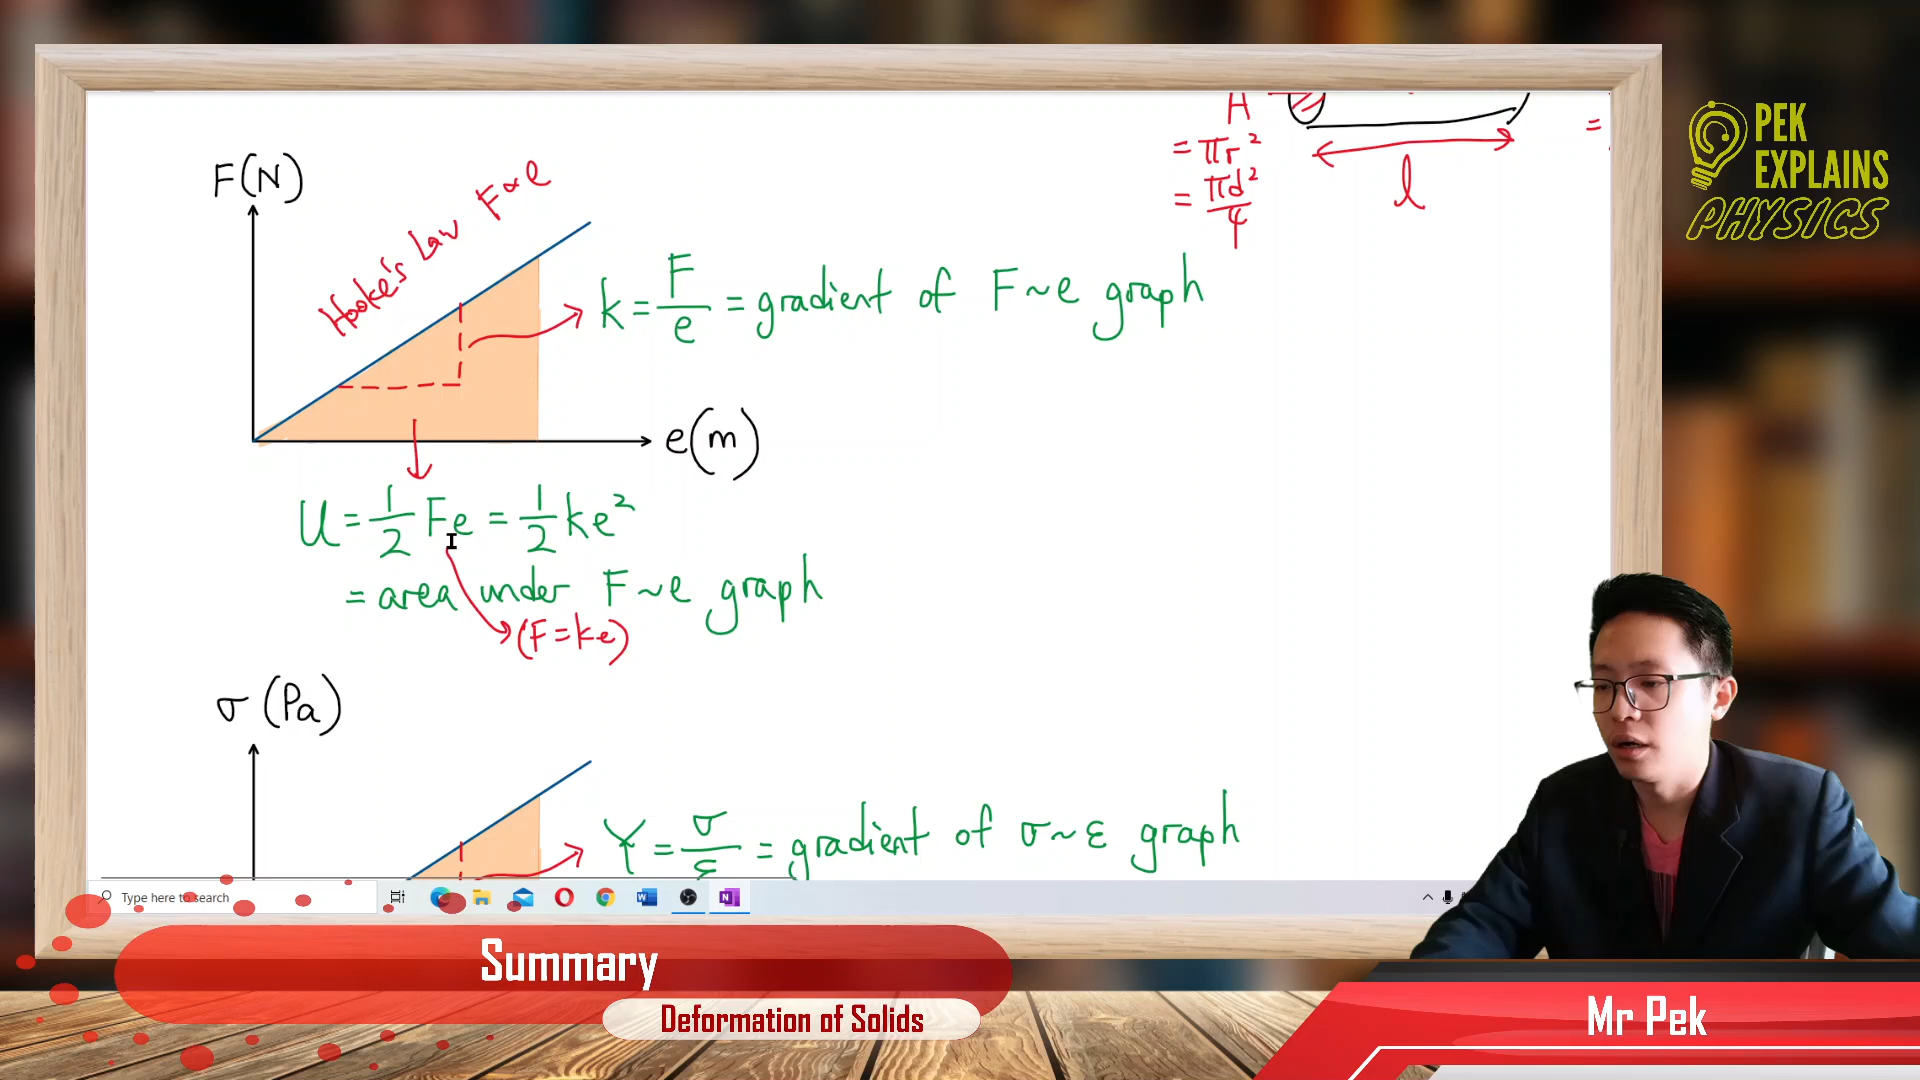 A
= πr²
= πd²/4
l
=
PEK
EXPLAINS
PHYSICS
F(N)
Hooke's Law F∝e
k = F/e = gradient of F~e graph
e(m)
U = 1/2 Fe = 1/2 ke²
= area under F~e graph
(F=ke)
σ (Pa)
Y = σ/ε = gradient of σ~ε graph
Type here to search
Summary
Deformation of Solids
Mr Pek